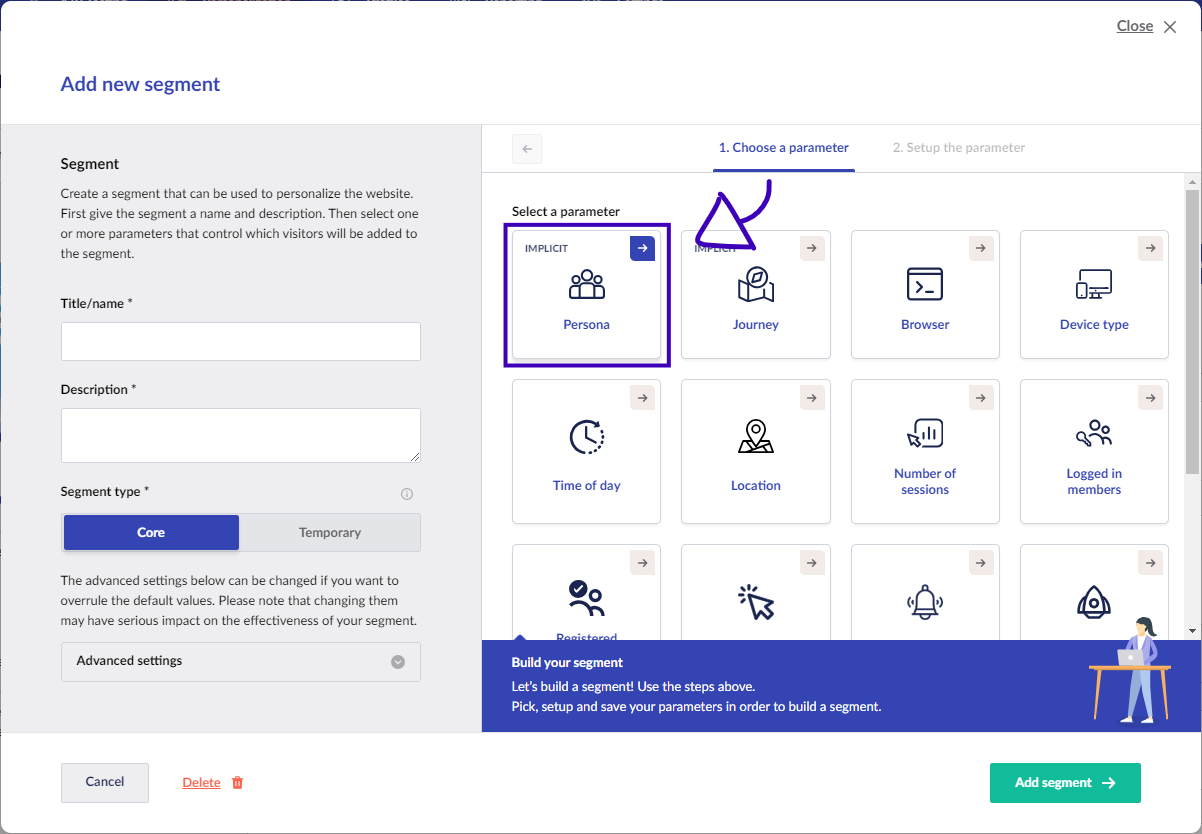 Close
Add new segment
Segment
Create a segment that can be used to personalize the website.
First give the segment a name and description. Then select one
or more parameters that control which visitors will be added to
the segment.
Title/name *
Description *
Segment type *
Core
Temporary
The advanced settings below can be changed if you want to
overrule the default values. Please note that changing them
may have serious impact on the effectiveness of your segment.
Advanced settings
1. Choose a parameter
2. Setup the parameter
Select a parameter
IMPLICIT
Persona
IMPLICIT
Journey
Browser
Device type
Time of day
Location
Number of
sessions
Logged in
members
Registered
Build your segment
Let's build a segment! Use the steps above.
Pick, setup and save your parameters in order to build a segment.
Cancel
Delete
Add segment